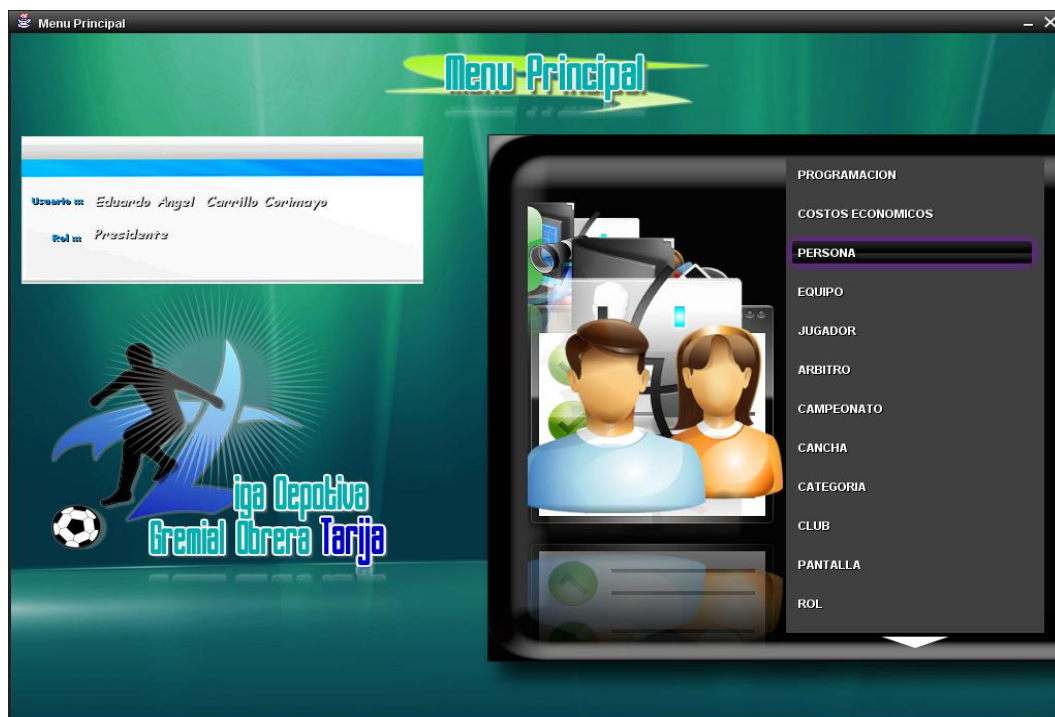 Menu Principal
Menu Principal
Usuario ::: Eduardo Angel Carrillo Corimayo
Rol ::: Presidente
iga Depotiva
Gremial Obrera Tarija
PROGRAMACION
COSTOS ECONOMICOS
PERSONA
EQUIPO
JUGADOR
ARBITRO
CAMPEONATO
CANCHA
CATEGORIA
CLUB
PANTALLA
ROL